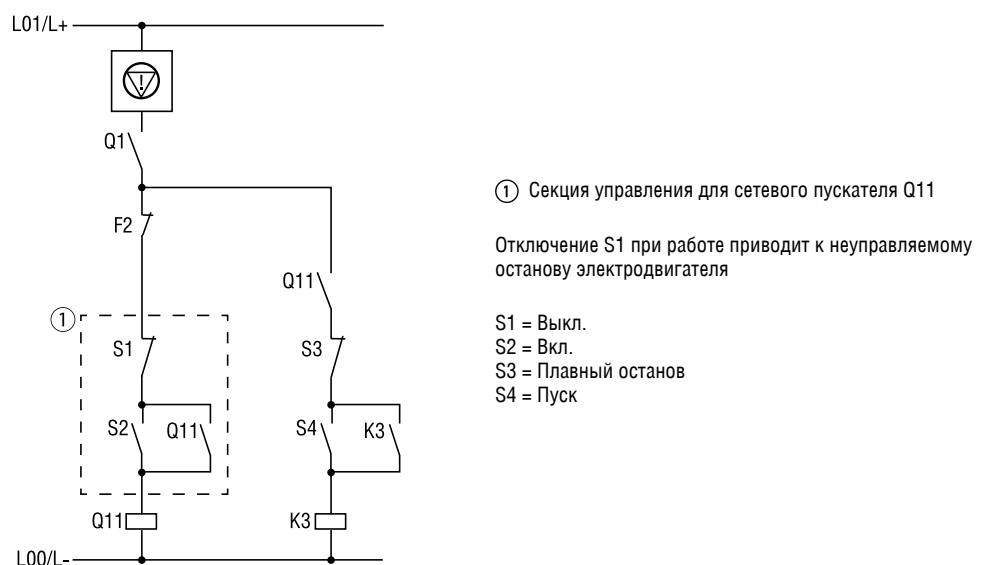 L01/L+
!
Q1
F2
Q11
①
S1
S3
S2
Q11
S4
K3
Q11
K3
L00/L-
① Секция управления для сетевого пускателя Q11
Отключение S1 при работе приводит к неуправляемому
останову электродвигателя
S1 = Выкл.
S2 = Вкл.
S3 = Плавный останов
S4 = Пуск